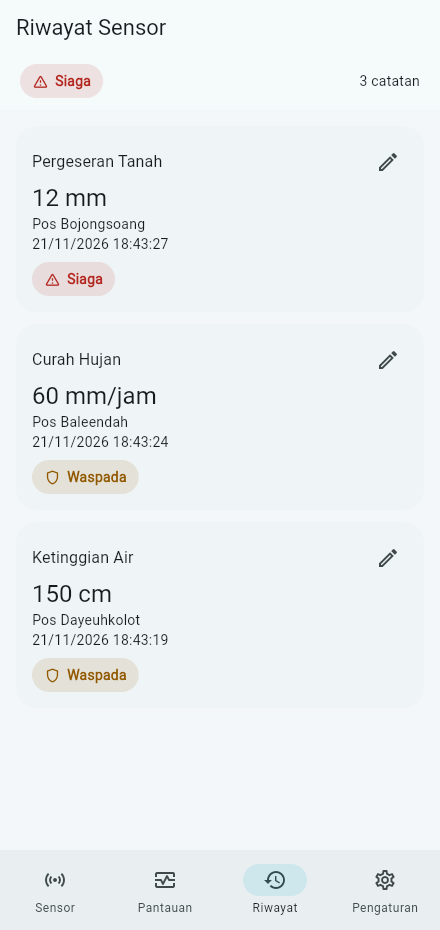 Riwayat Sensor
Siaga
3 catatan
Pergeseran Tanah
12 mm
Pos Bojongsoang
21/11/2026 18:43:27
Siaga
Curah Hujan
60 mm/jam
Pos Baleendah
21/11/2026 18:43:24
Waspada
Ketinggian Air
150 cm
Pos Dayeuhkolot
21/11/2026 18:43:19
Waspada
Sensor
Pantauan
Riwayat
Pengaturan